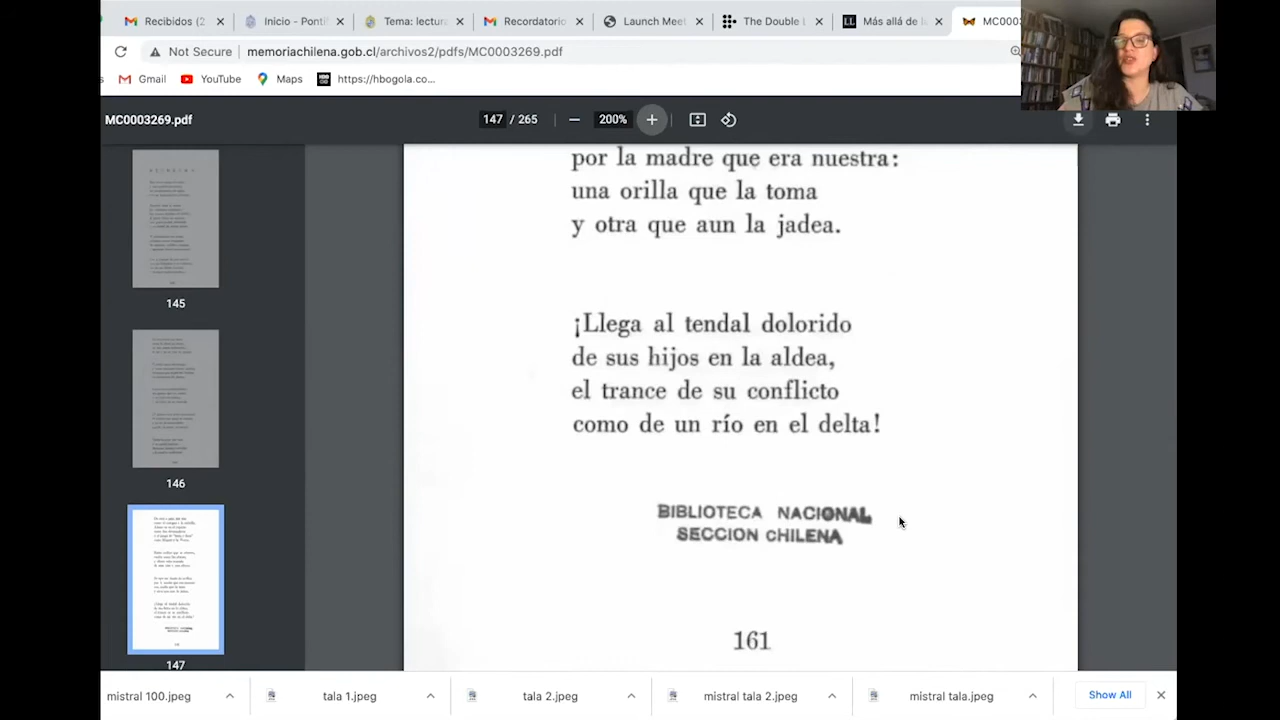 Recibidos (2
Inicio - Ponti
Tema: lectur
Recordatorio
Launch Mee
The Double L
Más allá de l
MC0003
Not Secure
memoriachilena.gob.cl/archivos2/pdfs/MC0003269.pdf
s
Gmail
YouTube
Maps
https://hbogola.co...
MC0003269.pdf
147 / 265
200%
145
146
147
por la madre que era nuestra:
una orilla que la toma
y otra que aun la jadea.
¡Llega al tendal dolorido
de sus hijos en la aldea,
el trance de su conflicto
como de un río en el delta!
BIBLIOTECA NACIONAL
SECCION CHILENA
161
mistral 100.jpeg
tala 1.jpeg
tala 2.jpeg
mistral tala 2.jpeg
mistral tala.jpeg
Show All